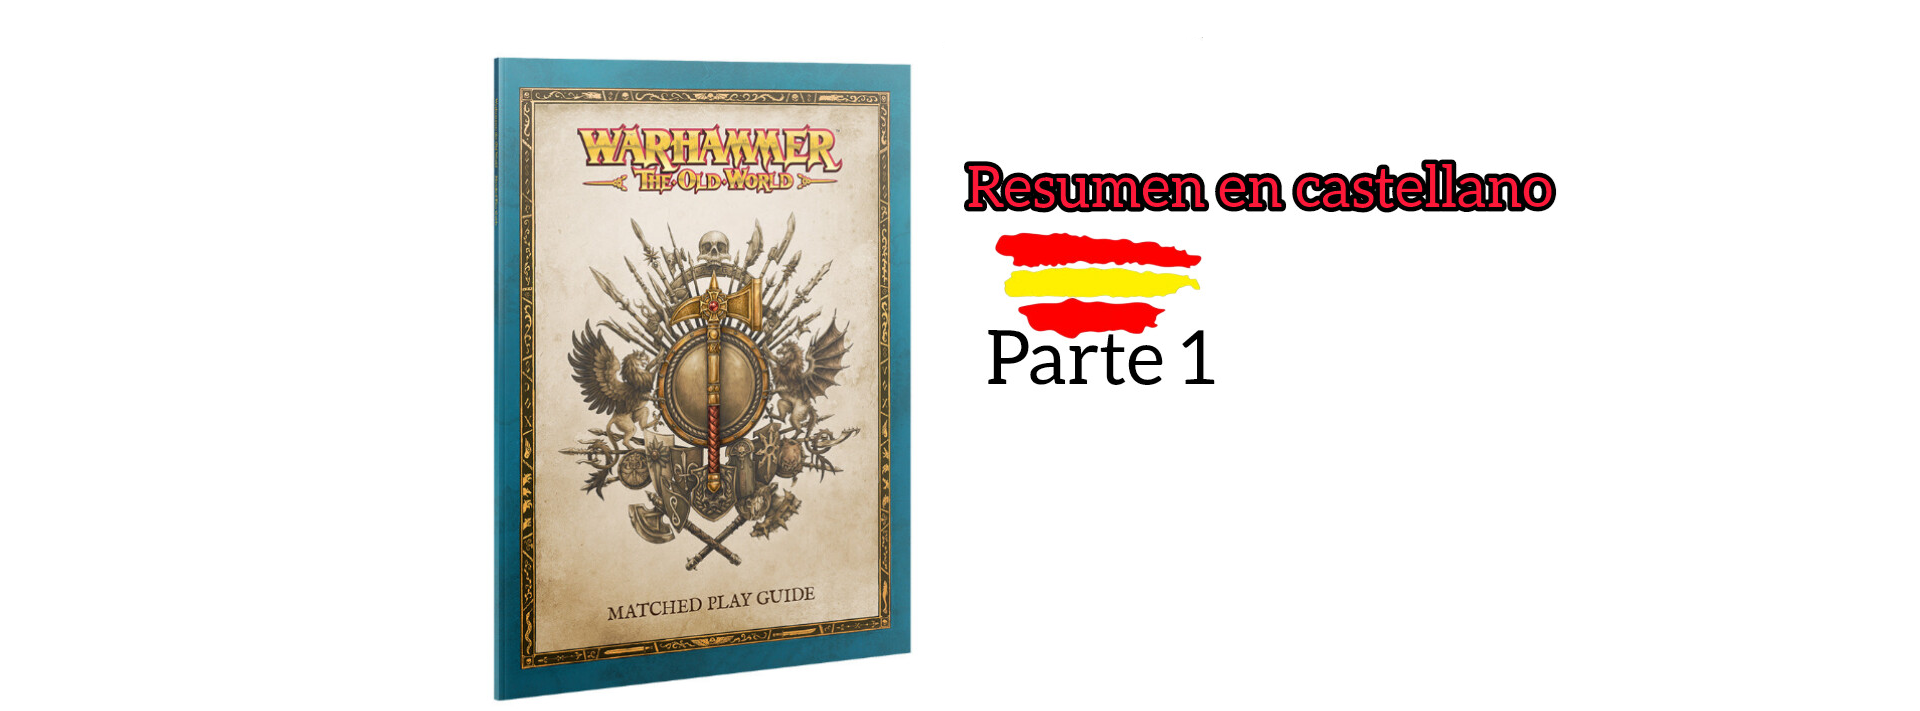 WARHAMMER
THE OLD WORLD
MATCHED PLAY GUIDE
Resumen en castellano
Parte 1